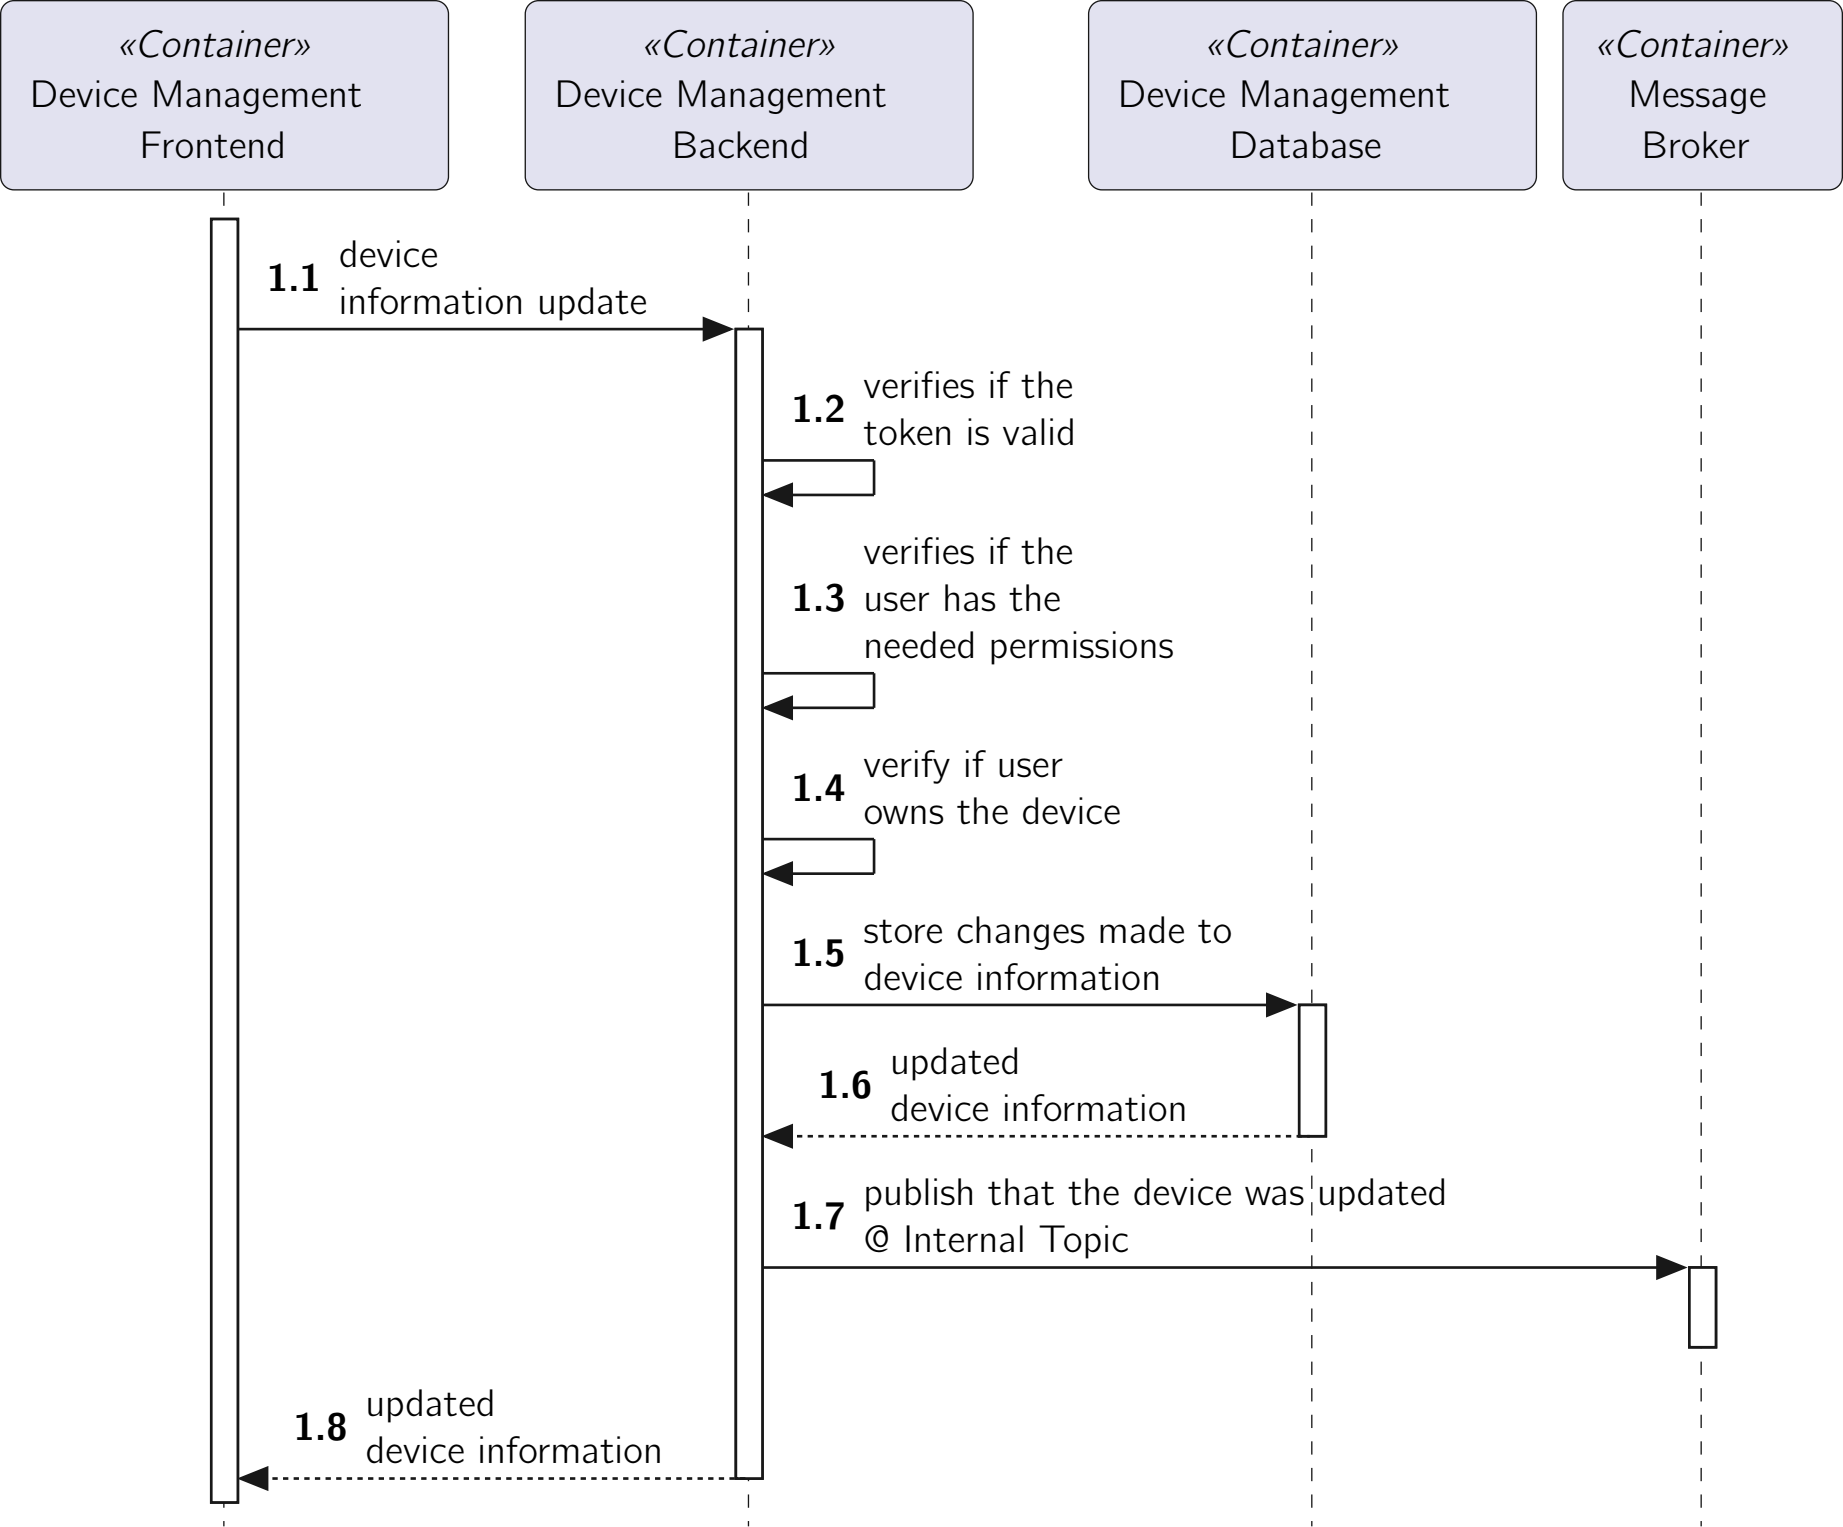 «Container»
Device Management
Frontend
«Container»
Device Management
Backend
«Container»
Device Management
Database
«Container»
Message
Broker
1.1 device
information update
1.2 verifies if the
token is valid
verifies if the
1.3 user has the
needed permissions
1.4 verify if user
owns the device
1.5 store changes made to
device information
1.6 updated
device information
1.7 publish that the device was updated
@ Internal Topic
1.8 updated
device information